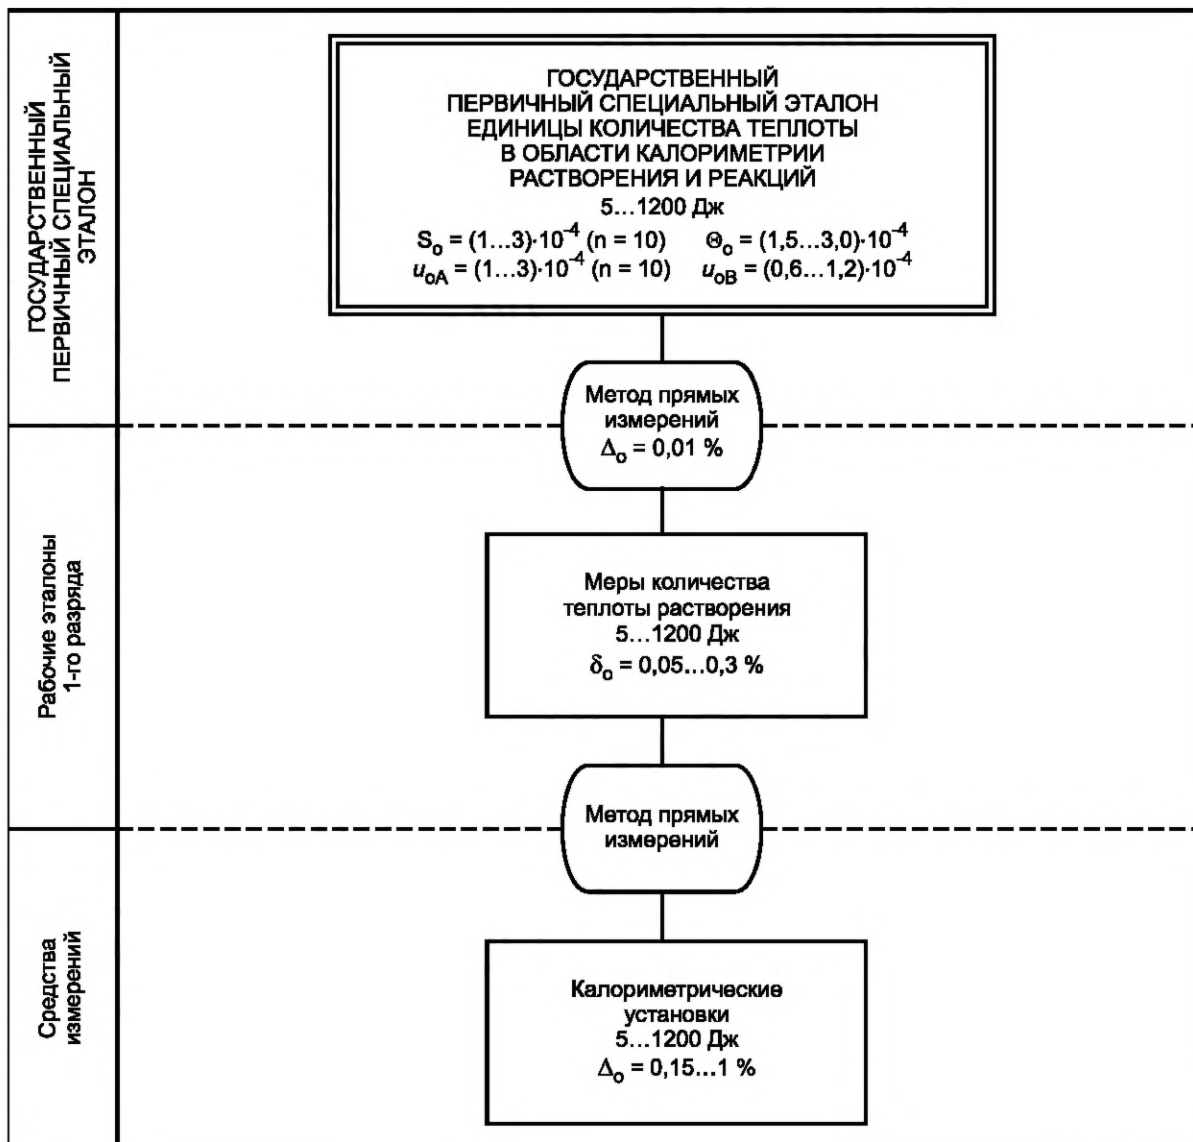 ГОСУДАРСТВЕННЫЙ
ПЕРВИЧНЫЙ СПЕЦИАЛЬНЫЙ
ЭТАЛОН
ГОСУДАРСТВЕННЫЙ
ПЕРВИЧНЫЙ СПЕЦИАЛЬНЫЙ ЭТАЛОН
ЕДИНИЦЫ КОЛИЧЕСТВА ТЕПЛОТЫ
В ОБЛАСТИ КАЛОРИМЕТРИИ
РАСТВОРЕНИЯ И РЕАКЦИЙ
5...1200 Дж
S₀ = (1...3)·10⁻⁴ (n = 10) Θ₀ = (1,5...3,0)·10⁻⁴
u₀A = (1...3)·10⁻⁴ (n = 10) u₀B = (0,6...1,2)·10⁻⁴
Метод прямых
измерений
Δ₀ = 0,01 %
Рабочие эталоны
1-го разряда
Меры количества
теплоты растворения
5...1200 Дж
δ₀ = 0,05...0,3 %
Метод прямых
измерений
Средства
измерений
Калориметрические
установки
5...1200 Дж
Δ₀ = 0,15...1 %